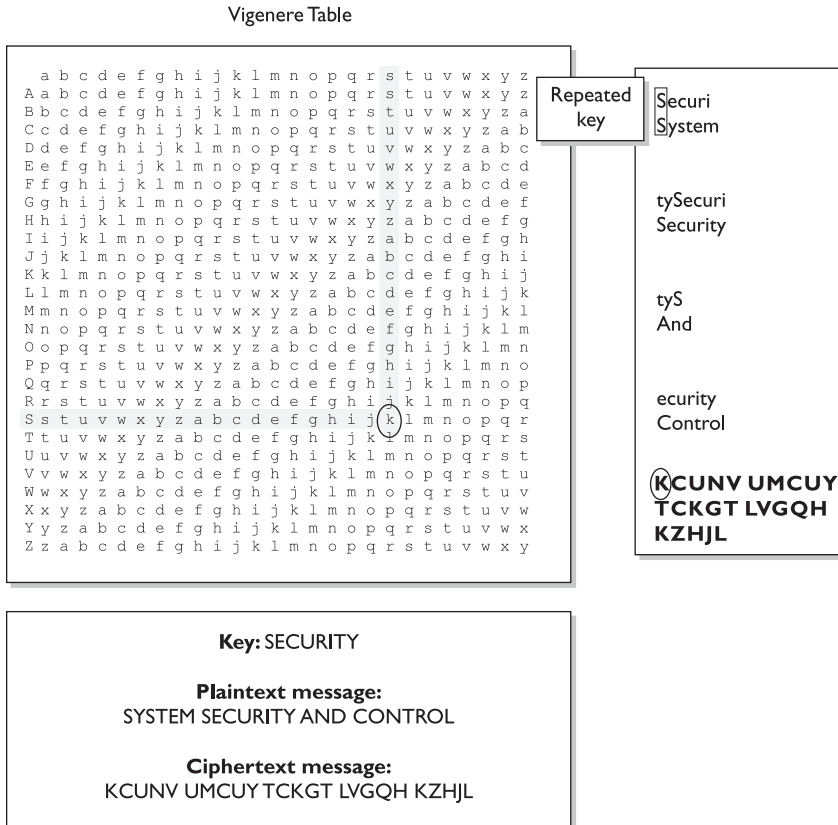 Vigenere Table
a b c d e f g h i j k l m n o p q r s t u v w x y z
A a b c d e f g h i j k l m n o p q r s t u v w x y z
B b c d e f g h i j k l m n o p q r s t u v w x y z a
C c d e f g h i j k l m n o p q r s t u v w x y z a b
D d e f g h i j k l m n o p q r s t u v w x y z a b c
E e f g h i j k l m n o p q r s t u v w x y z a b c d
F f g h i j k l m n o p q r s t u v w x y z a b c d e
G g h i j k l m n o p q r s t u v w x y z a b c d e f
H h i j k l m n o p q r s t u v w x y z a b c d e f g
I i j k l m n o p q r s t u v w x y z a b c d e f g h
J j k l m n o p q r s t u v w x y z a b c d e f g h i
K k l m n o p q r s t u v w x y z a b c d e f g h i j
L l m n o p q r s t u v w x y z a b c d e f g h i j k
M m n o p q r s t u v w x y z a b c d e f g h i j k l
N n o p q r s t u v w x y z a b c d e f g h i j k l m
O o p q r s t u v w x y z a b c d e f g h i j k l m n
P p q r s t u v w x y z a b c d e f g h i j k l m n o
Q q r s t u v w x y z a b c d e f g h i j k l m n o p
R r s t u v w x y z a b c d e f g h i j k l m n o p q
S s t u v w x y z a b c d e f g h i j k l m n o p q r
T t u v w x y z a b c d e f g h i j k l m n o p q r s
U u v w x y z a b c d e f g h i j k l m n o p q r s t
V v w x y z a b c d e f g h i j k l m n o p q r s t u
W w x y z a b c d e f g h i j k l m n o p q r s t u v
X x y z a b c d e f g h i j k l m n o p q r s t u v w
Y y z a b c d e f g h i j k l m n o p q r s t u v w x
Z z a b c d e f g h i j k l m n o p q r s t u v w x y
Repeated
key
Securi
System
tySecuri
Security
tyS
And
ecurity
Control
KCUNV UMCUY
TCKGT LVGQH
KZHJL
Key: SECURITY
Plaintext message:
SYSTEM SECURITY AND CONTROL
Ciphertext message:
KCUNV UMCUY TCKGT LVGQH KZHJL